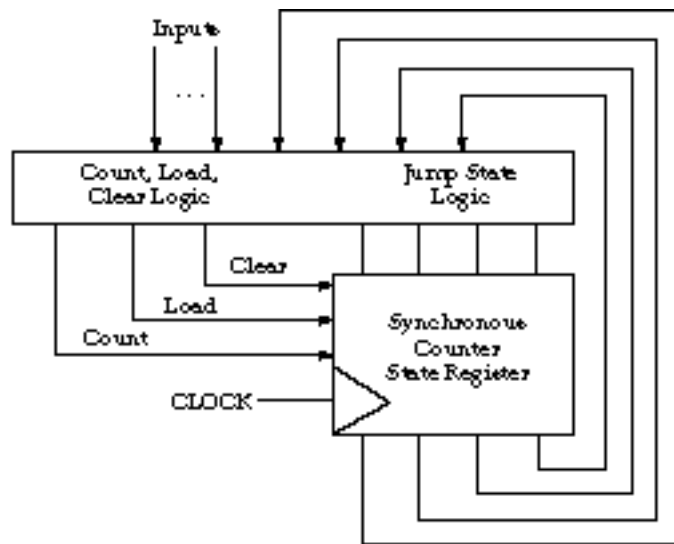 Inputs
...
Count, Load,
Clear Logic
Jump State
Logic
Clear
Load
Count
Synchronous
Counter
State Register
CLOCK